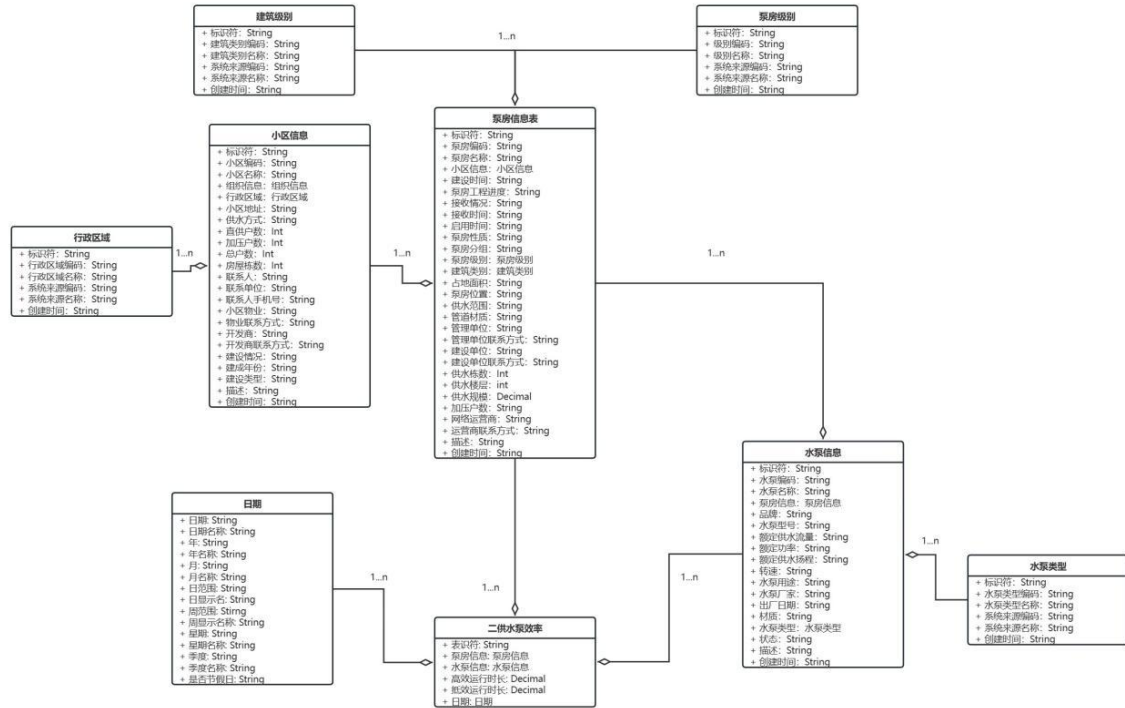 建筑级别
+ 标识符：String
+ 建筑类别编码：String
+ 建筑类别名称：String
+ 系统来源编码：String
+ 系统来源名称：String
+ 创建时间：String
1...n
泵房级别
+ 标识符：String
+ 级别编码：String
+ 级别名称：String
+ 系统来源编码：String
+ 系统来源名称：String
+ 创建时间：String
小区信息
+ 标识符：String
+ 小区编码：String
+ 小区名称：String
+ 组织信息：组织信息
+ 行政区域：行政区域
+ 小区地址：String
+ 供水方式：String
+ 直供户数：Int
+ 加压户数：Int
+ 总户数：Int
+ 房屋栋数：Int
+ 联系人：String
+ 联系单位：String
+ 联系人手机号：String
+ 小区物业：String
+ 物业联系方式：String
+ 开发商：String
+ 开发商联系方式：String
+ 建设情况：String
+ 建成年份：String
+ 建设类型：String
+ 描述：String
+ 创建时间：String
泵房信息表
+ 标识符：String
+ 泵房编码：String
+ 泵房名称：String
+ 小区信息：小区信息
+ 建设时间：String
+ 泵房工程进度：String
+ 接收情况：String
+ 接收时间：String
+ 启用时间：String
+ 泵房性质：String
+ 泵房分组：String
+ 泵房级别：泵房级别
+ 建筑类别：建筑类别
+ 占地面积：String
+ 泵房位置：String
+ 供水范围：String
+ 管道材质：String
+ 管理单位：String
+ 管理单位联系方式：String
+ 建设单位：String
+ 建设单位联系方式：String
+ 供水栋数：Int
+ 供水楼层：int
+ 供水规模：Decimal
+ 加压户数：String
+ 网络运营商：String
+ 运营商联系方式：String
+ 描述：String
+ 创建时间：String
行政区域
+ 标识符：String
+ 行政区域编码：String
+ 行政区域名称：String
+ 系统来源编码：String
+ 系统来源名称：String
+ 创建时间：String
1...n
1...n
1...n
水泵信息
+ 标识符：String
+ 水泵编码：String
+ 水泵名称：String
+ 泵房信息：泵房信息
+ 品牌：String
+ 水泵型号：String
+ 额定供水流量：String
+ 额定功率：String
+ 额定供水扬程：String
+ 转速：String
+ 水泵用途：String
+ 水泵厂家：String
+ 出厂日期：String
+ 材质：String
+ 水泵类型：水泵类型
+ 状态：String
+ 描述：String
+ 创建时间：String
1...n
水泵类型
+ 标识符：String
+ 水泵类型编码：String
+ 水泵类型名称：String
+ 系统来源编码：String
+ 系统来源名称：String
+ 创建时间：String
日期
+ 日期: String
+ 日期名称: String
+ 年: String
+ 年名称: String
+ 月: String
+ 月名称: String
+ 日范围: String
+ 日显示名: String
+ 周范围: String
+ 周显示名称: String
+ 星期: String
+ 星期名称: String
+ 季度: String
+ 季度名称: String
+ 是否节假日: String
1...n
1...n
1...n
二供水泵效率
+ 表识符: String
+ 泵房信息: 泵房信息
+ 水泵信息: 水泵信息
+ 高效运行时长: Decimal
+ 抵效运行时长: Decimal
+ 日期: 日期